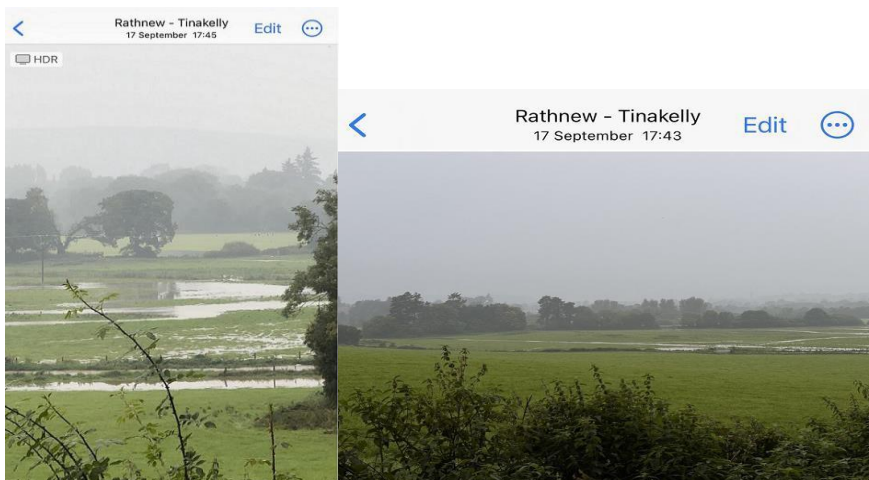 Rathnew - Tinakelly
17 September 17:45
Edit
HDR
Rathnew - Tinakelly
17 September 17:43
Edit